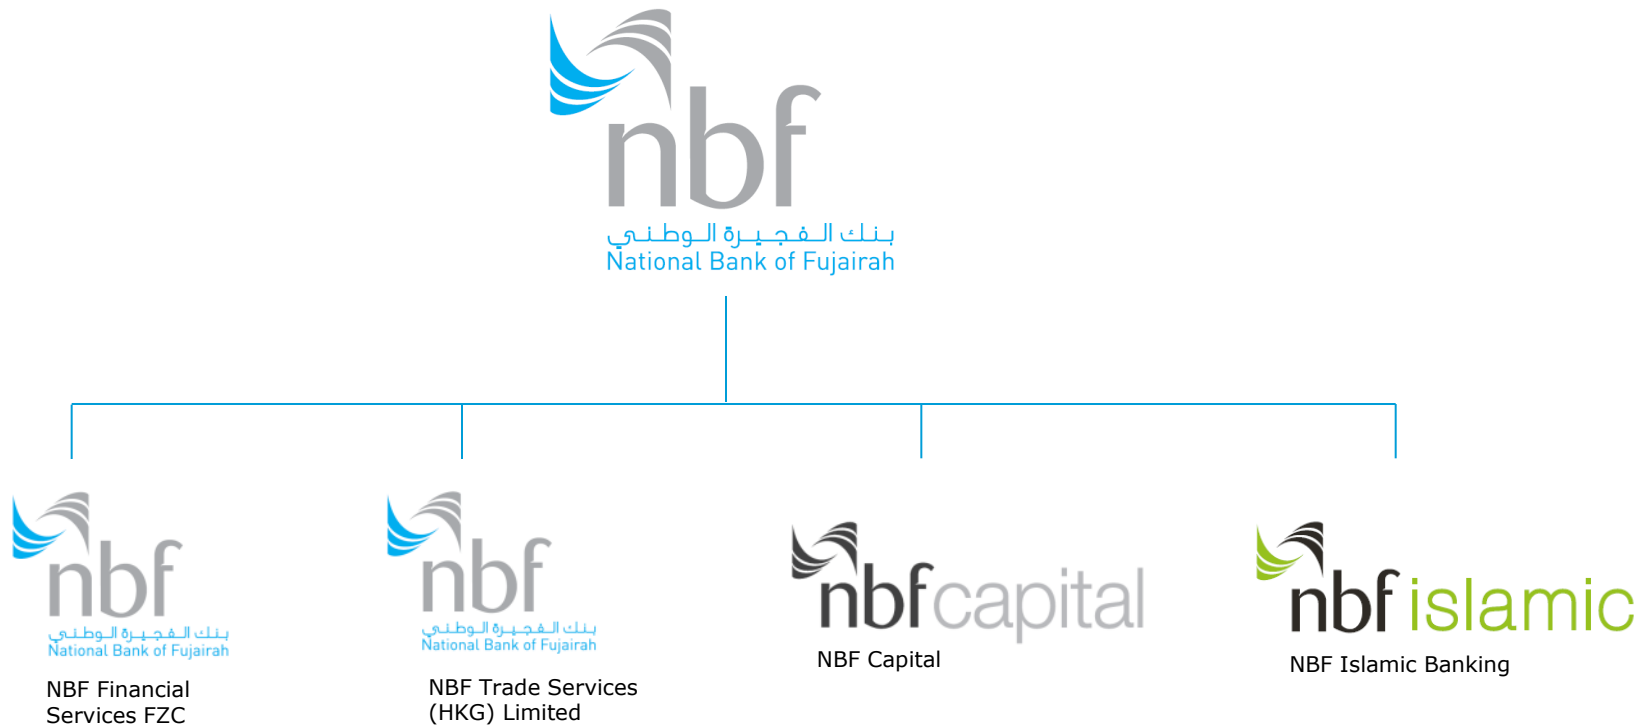 nbf
بنك الفجيرة الوطني
National Bank of Fujairah
nbf
بنك الفجيرة الوطني
National Bank of Fujairah
NBF Financial
Services FZC
nbf
بنك الفجيرة الوطني
National Bank of Fujairah
NBF Trade Services
(HKG) Limited
nbf capital
NBF Capital
nbf islamic
NBF Islamic Banking